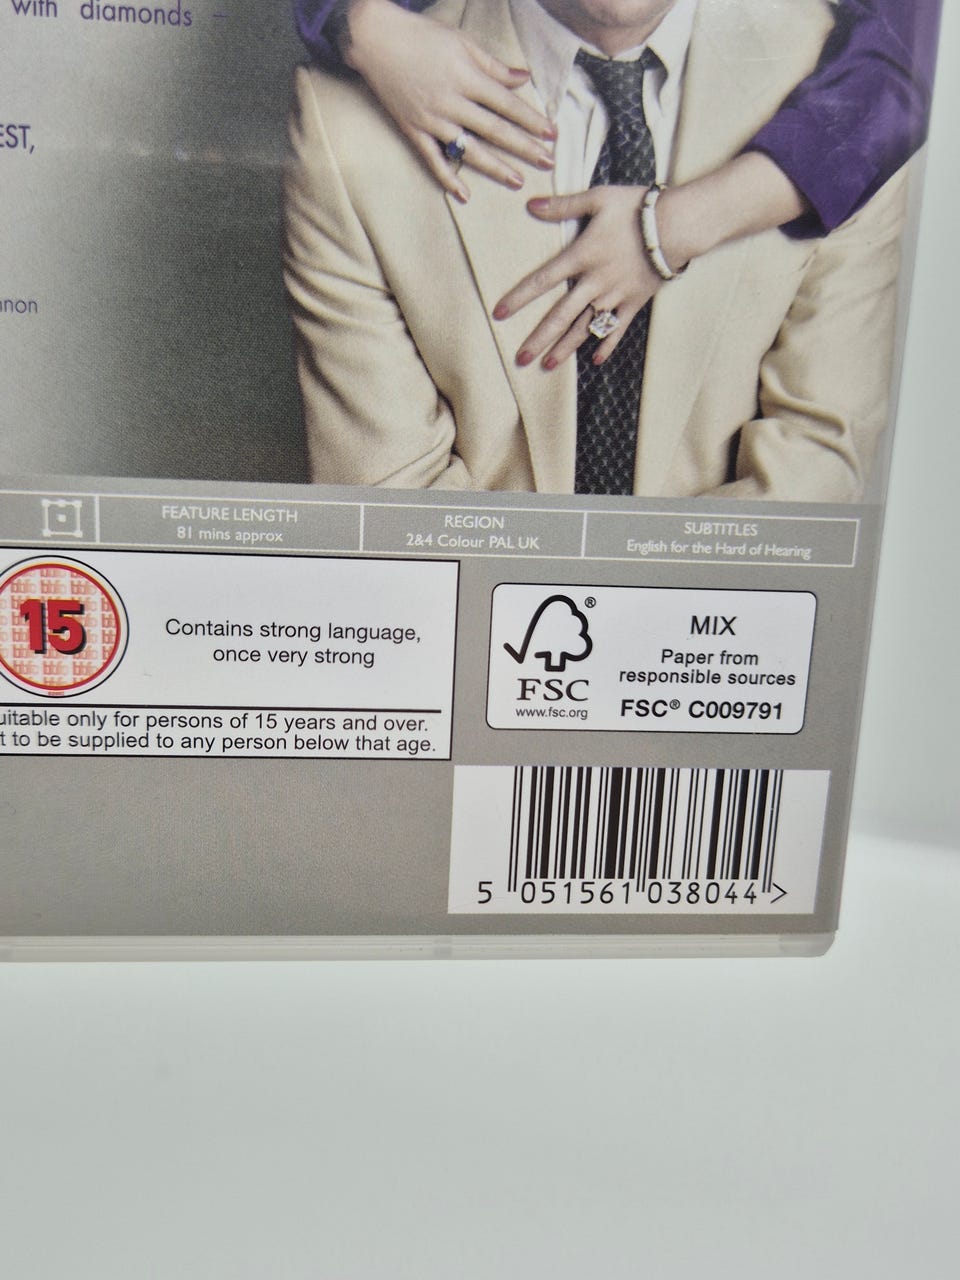 with diamonds –
EST,
nnon
FEATURE LENGTH
81 mins approx
REGION
2&4 Colour PAL UK
SUBTITLES
English for the Hard of Hearing
15
Contains strong language,
once very strong
uitable only for persons of 15 years and over.
t to be supplied to any person below that age.
®
FSC
www.fsc.org
MIX
Paper from
responsible sources
FSC® C009791
5 051561 038044 >